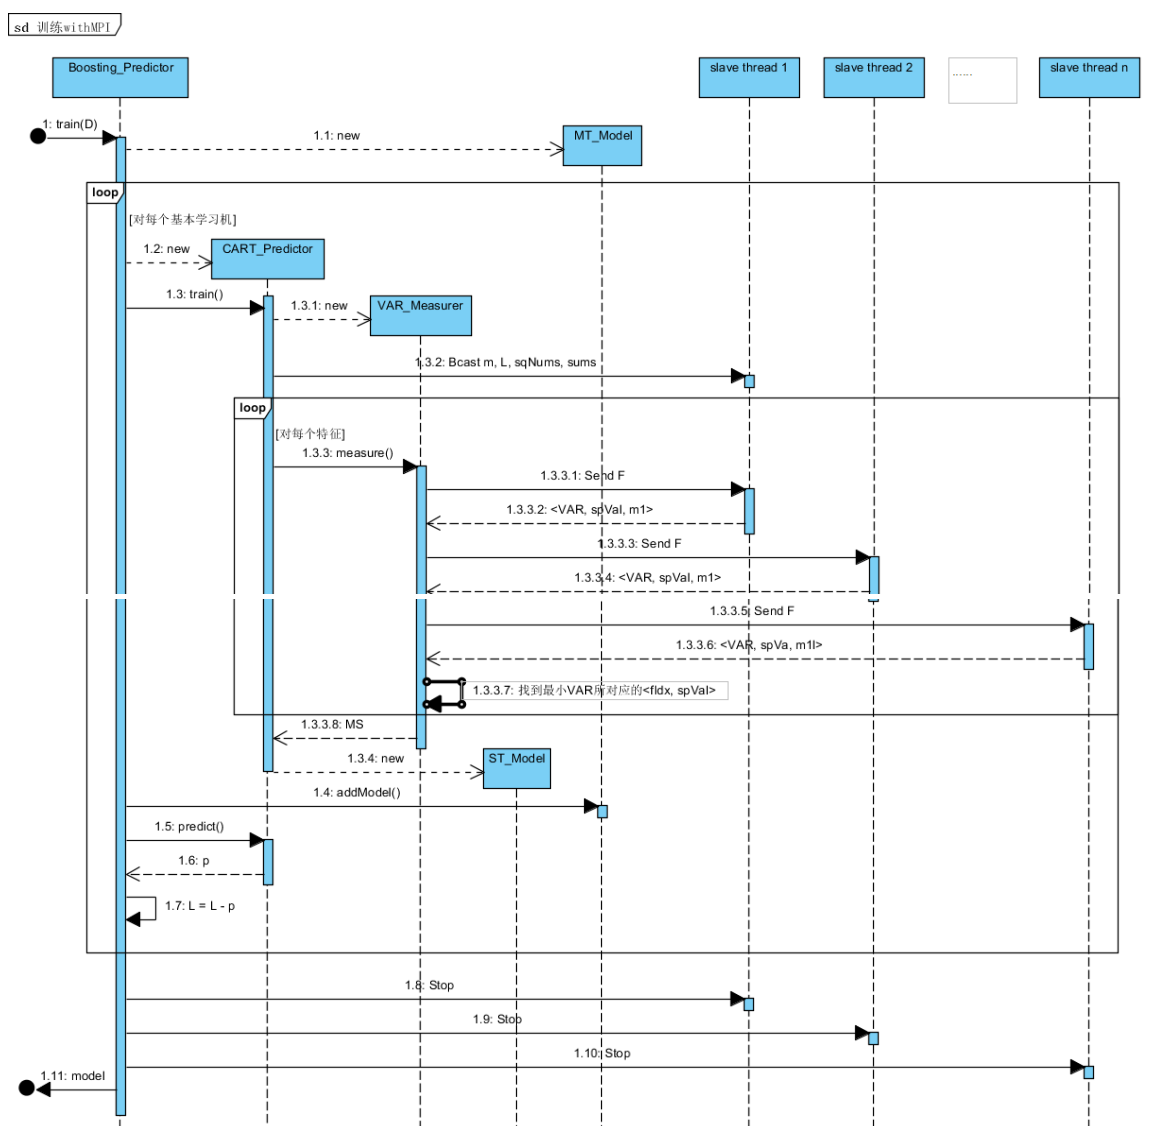 sd 训练withMPI
Boosting_Predictor
slave thread 1
slave thread 2
......
slave thread n
1: train(D)
1.1: new
MT_Model
loop
[对每个基本学习机]
1.2: new
CART_Predictor
1.3: train()
1.3.1: new
VAR_Measurer
1.3.2: Bcast m, L, sqNums, sums
loop
[对每个特征]
1.3.3: measure()
1.3.3.1: Send F
1.3.3.2: <VAR, spVal, m1>
1.3.3.3: Send F
1.3.3.4: <VAR, spVal, m1>
1.3.3.5: Send F
1.3.3.6: <VAR, spVa, m1l>
1.3.3.7: 找到最小VAR所对应的<fIdx, spVal>
1.3.3.8: MS
1.3.4: new
ST_Model
1.4: addModel()
1.5: predict()
1.6: p
1.7: L = L - p
1.8: Stop
1.9: Stop
1.10: Stop
1.11: model